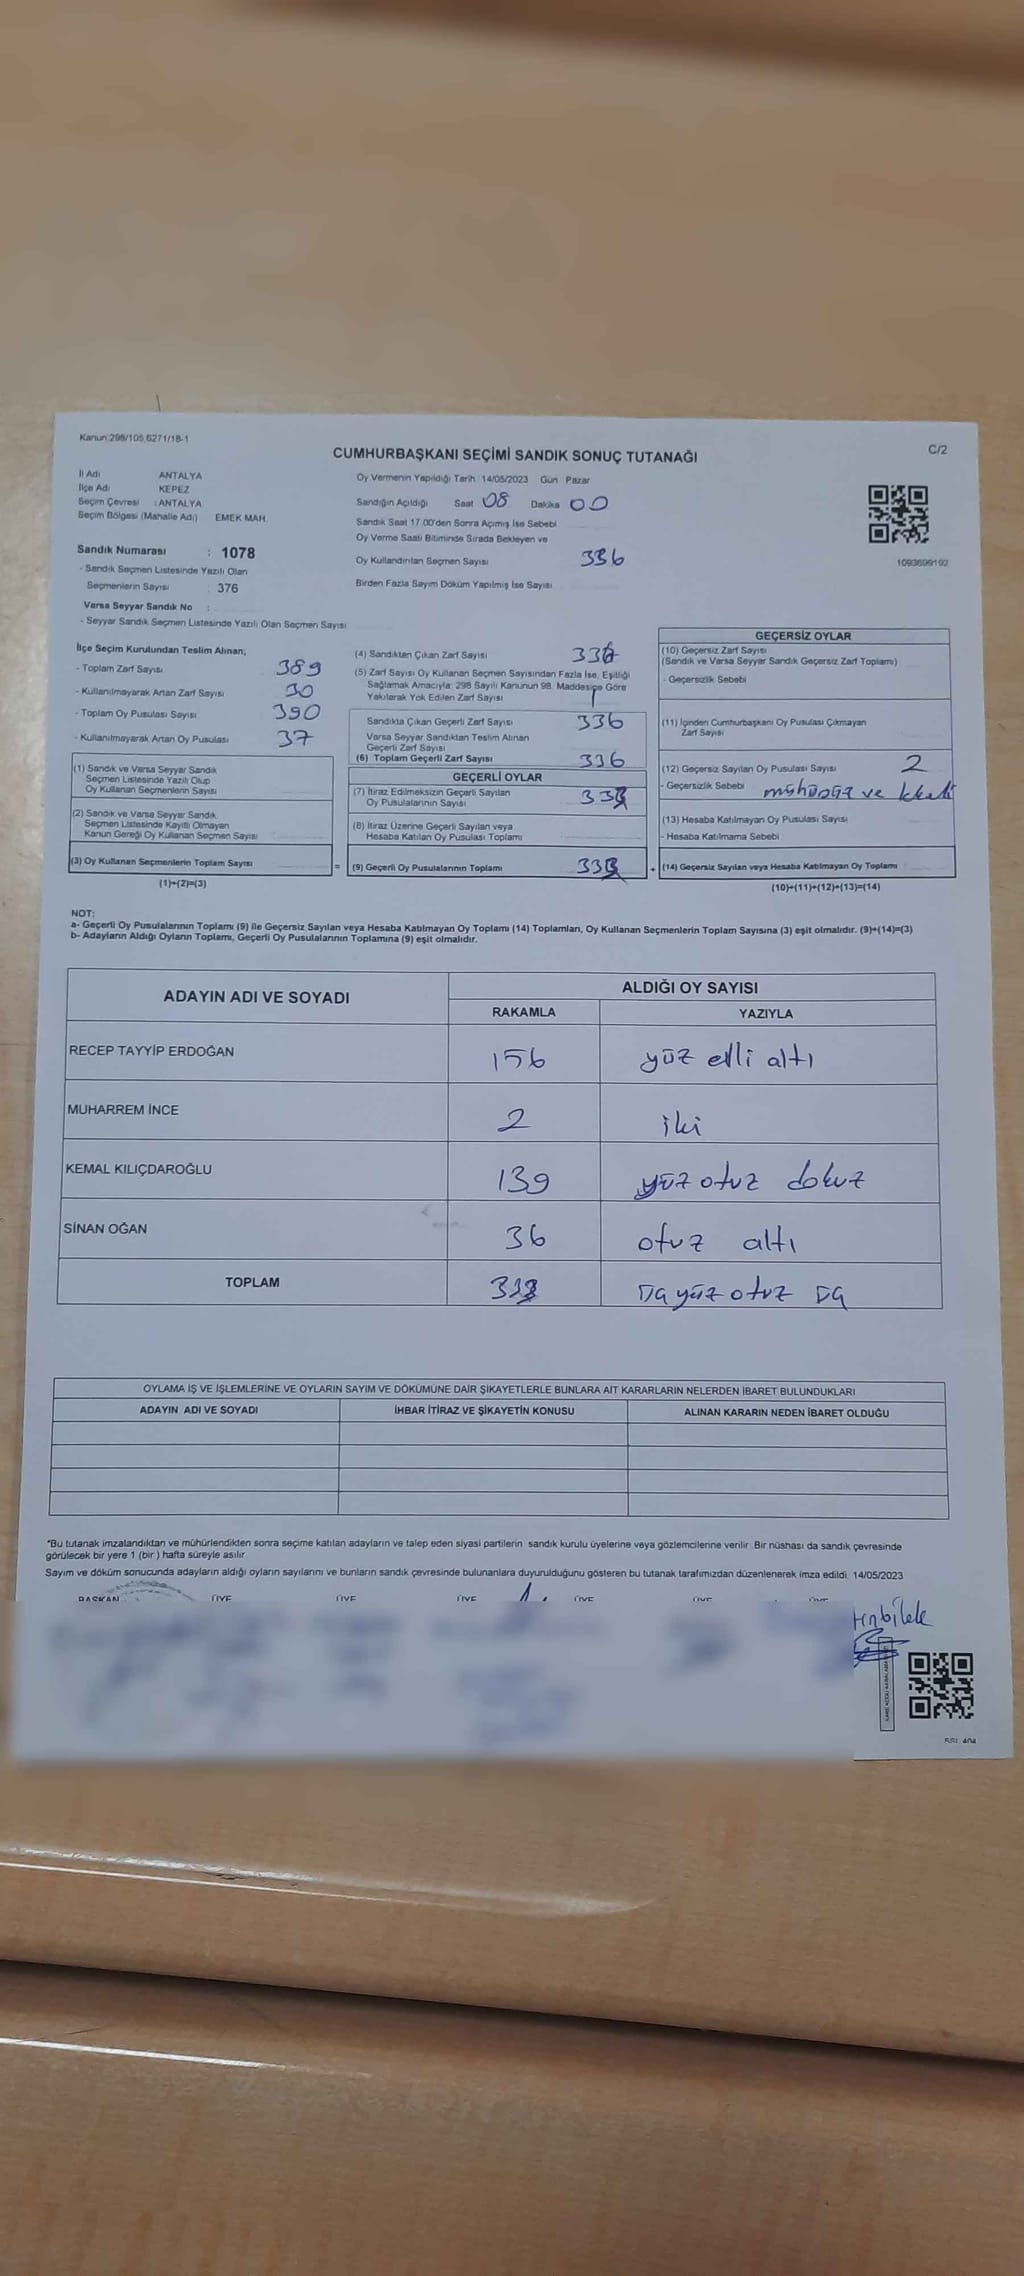 Kanun:298/105,6271/18-1
C/2
CUMHURBAŞKANI SEÇİMİ SANDIK SONUÇ TUTANAĞI
İl Adı ANTALYA
İlçe Adı KEPEZ
Seçim Çevresi : ANTALYA
Seçim Bölgesi (Mahalle Adı) EMEK MAH.
Sandık Numarası : 1078
- Sandık Seçmen Listesinde Yazılı Olan
Seçmenlerin Sayısı : 376
Varsa Seyyar Sandık No :
- Seyyar Sandık Seçmen Listesinde Yazılı Olan Seçmen Sayısı
Oy Vermenin Yapıldığı Tarih 14/05/2023 Gün Pazar
Sandığın Açıldığı Saat 08 Dakika 00
Sandık Saat 17.00'den Sonra Açımış İse Sebebi
Oy Verme Saati Bitiminde Sırada Bekleyen ve
Oy Kullandırılan Seçmen Sayısı 336
Birden Fazla Sayım Döküm Yapılmış İse Sayısı
1093699192
İlçe Seçim Kurulundan Teslim Alınan;
- Toplam Zarf Sayısı 389
- Kullanılmayarak Artan Zarf Sayısı 30
- Toplam Oy Pusulası Sayısı 390
- Kullanılmayarak Artan Oy Pusulası 37
(1) Sandık ve Varsa Seyyar Sandık
Seçmen Listesinde Yazılı Olup
Oy Kullanan Seçmenlerin Sayısı
(2) Sandık ve Varsa Seyyar Sandık
Seçmen Listesinde Kayıtlı Olmayan
Kanun Gereği Oy Kullanan Seçmen Sayısı
(3) Oy Kullanan Seçmenlerin Toplam Sayısı
(1)+(2)=(3)
(4) Sandıktan Çıkan Zarf Sayısı 336
(5) Zarf Sayısı Oy Kullanan Seçmen Sayısından Fazla İse, Eşitliği
Sağlamak Amacıyla: 298 Sayılı Kanunun 98. Maddesine Göre
Yakılarak Yok Edilen Zarf Sayısı 1
Sandıkta Çıkan Geçerli Zarf Sayısı 336
Varsa Seyyar Sandıktan Teslim Alınan
Geçerli Zarf Sayısı
(6) Toplam Geçerli Zarf Sayısı 336
GEÇERLİ OYLAR
(7) İtiraz Edilmeksizin Geçerli Sayılan
Oy Pusulalarının Sayısı 333
(8) İtiraz Üzerine Geçerli Sayılan veya
Hesaba Katılan Oy Pusulası Toplamı
=
(9) Geçerli Oy Pusulalarının Toplamı 333
+
GEÇERSİZ OYLAR
(10) Geçersiz Zarf Sayısı
(Sandık ve Varsa Seyyar Sandık Geçersiz Zarf Toplamı)
- Geçersizlik Sebebi
(11) İçinden Cumhurbaşkanı Oy Pusulası Çıkmayan
Zarf Sayısı
(12) Geçersiz Sayılan Oy Pusulası Sayısı 2
- Geçersizlik Sebebi mühürsüz ve
(13) Hesaba Katılmayan Oy Pusulası Sayısı
- Hesaba Katılmama Sebebi
(14) Geçersiz Sayılan veya Hesaba Katılmayan Oy Toplamı
(10)+(11)+(12)+(13)=(14)
NOT:
a- Geçerli Oy Pusulalarının Toplamı (9) ile Geçersiz Sayılan veya Hesaba Katılmayan Oy Toplamı (14) Toplamları, Oy Kullanan Seçmenlerin Toplam Sayısına (3) eşit olmalıdır. (9)+(14)=(3)
b- Adayların Aldığı Oyların Toplamı, Geçerli Oy Pusulalarının Toplamına (9) eşit olmalıdır.
ADAYIN ADI VE SOYADI
ALDIĞI OY SAYISI
RAKAMLA YAZIYLA
RECEP TAYYİP ERDOĞAN 156 yüz elli altı
MUHARREM İNCE 2 iki
KEMAL KILIÇDAROĞLU 139 yüz otuz dokuz
SİNAN OĞAN 36 otuz altı
TOPLAM 333 üç yüz otuz üç
OYLAMA İŞ VE İŞLEMLERİNE VE OYLARIN SAYIM VE DÖKÜMÜNE DAİR ŞİKAYETLERLE BUNLARA AİT KARARLARIN NELERDEN İBARET BULUNDUKLARI
ADAYIN ADI VE SOYADI İHBAR İTİRAZ VE ŞİKAYETİN KONUSU ALINAN KARARIN NEDEN İBARET OLDUĞU
*Bu tutanak imzalandıktan ve mühürlendikten sonra seçime katılan adayların ve talep eden siyasi partilerin sandık kurulu üyelerine veya gözlemcilerine verilir. Bir nüshası da sandık çevresinde
görülecek bir yere 1 (bir) hafta süreyle asılır.
Sayım ve döküm sonucunda adayların aldığı oyların sayılarını ve bunların sandık çevresinde bulunanlara duyurulduğunu gösteren bu tutanak tarafımızdan düzenlenerek imza edildi. 14/05/2023
BAŞKAN ÜYE ÜYE ÜYE ÜYE ÜYE ÜYE